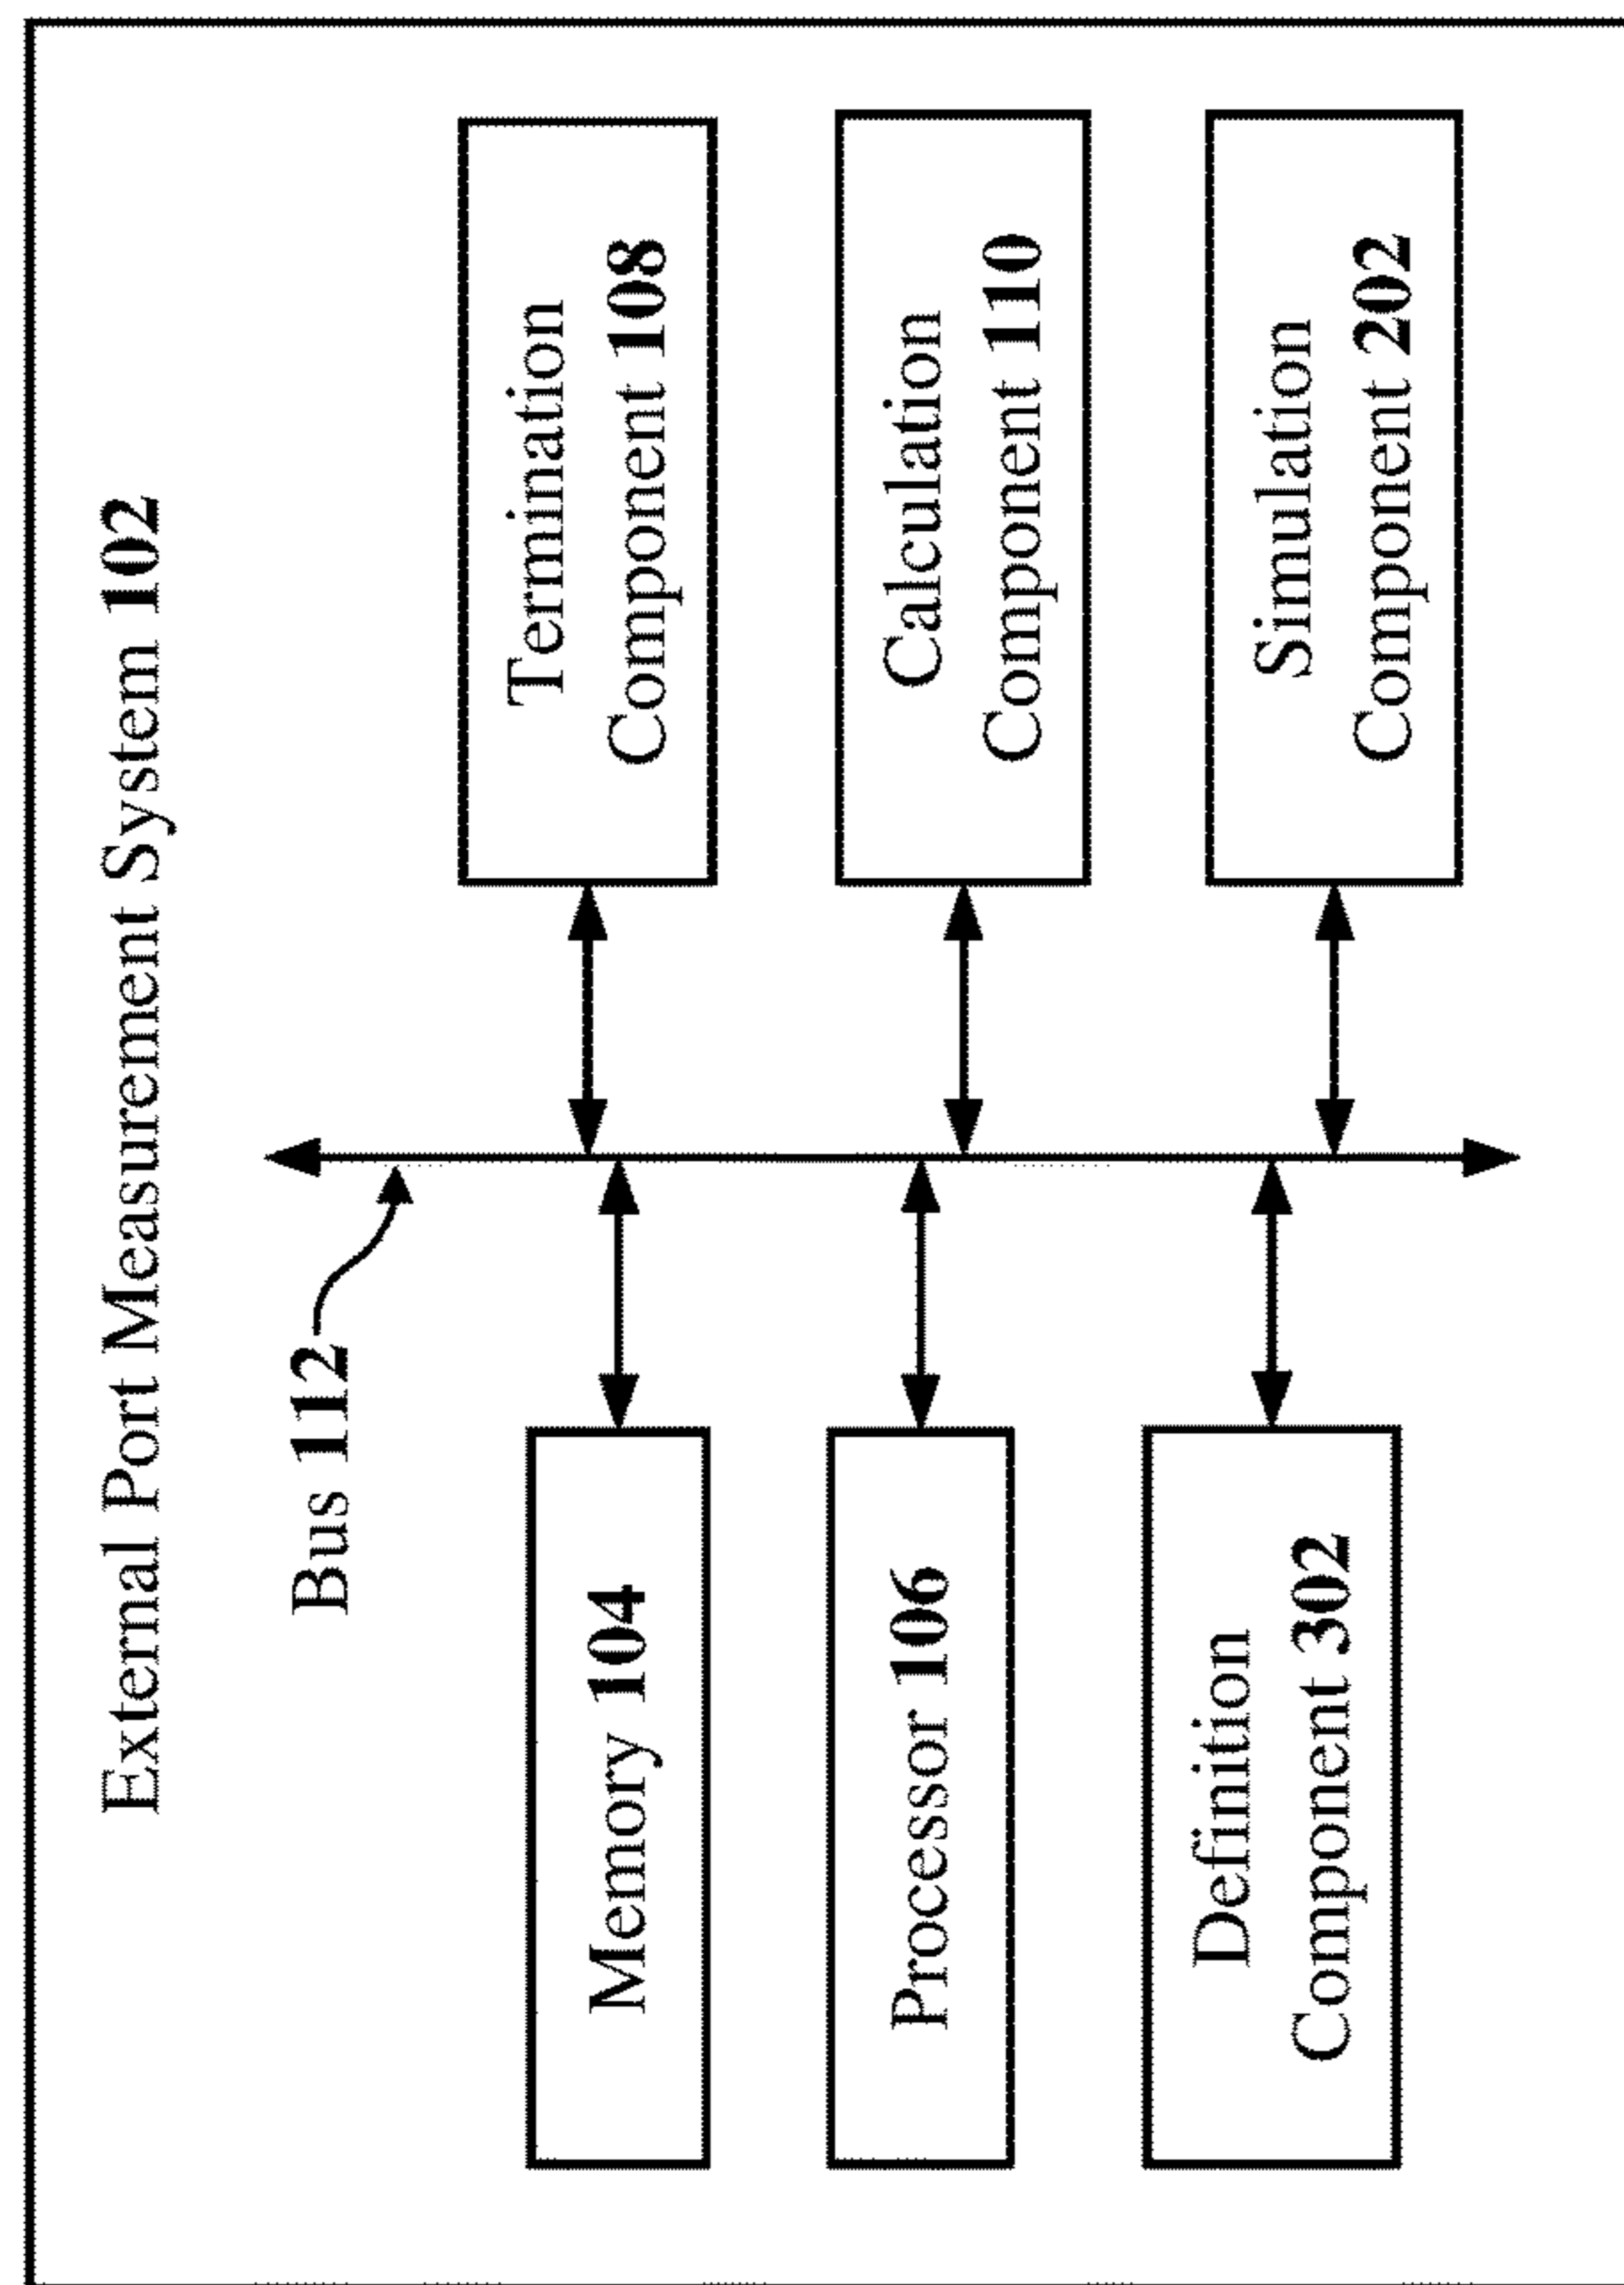 External Port Measurement System 102
Bus 112
Memory 104
Processor 106
Definition
Component 302
Termination
Component 108
Calculation
Component 110
Simulation
Component 202